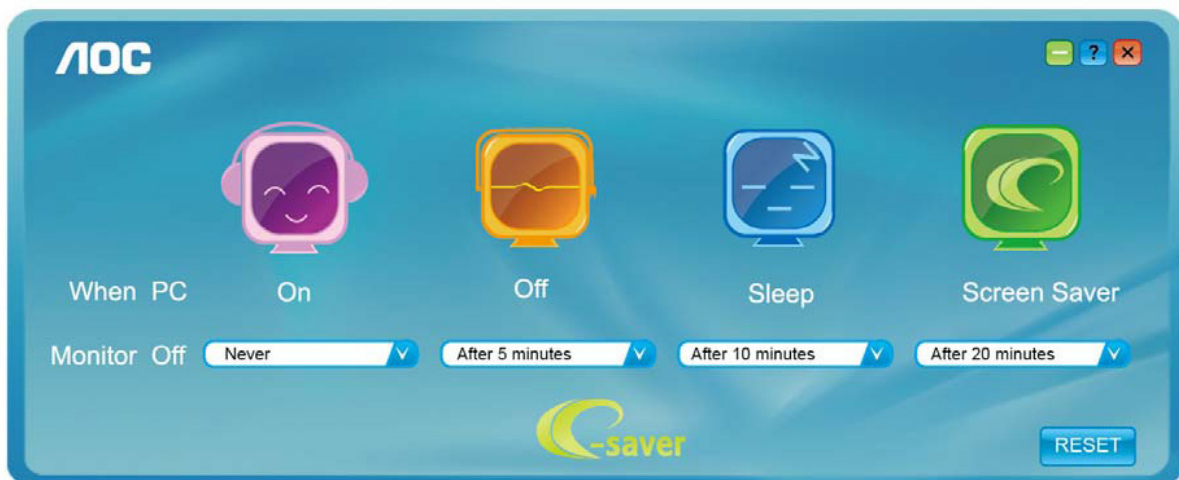 AOC
?
When PC On Off Sleep Screen Saver
Monitor Off Never After 5 minutes After 10 minutes After 20 minutes
e-saver
RESET